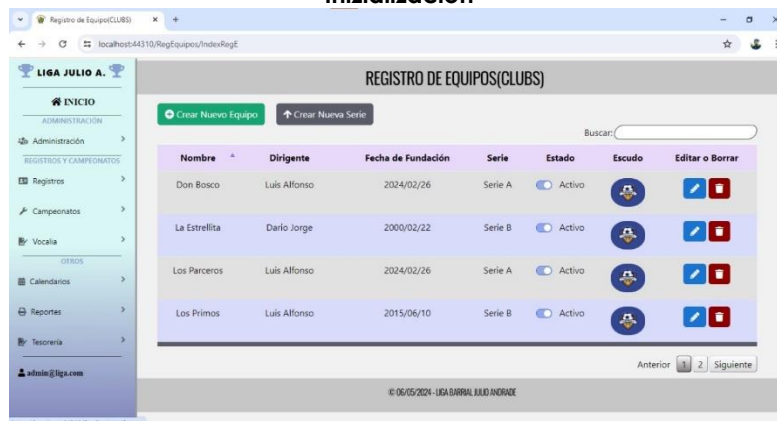 Inizialización
Registro de Equipo(CLUBS)
localhost:44310/RegEquipos/IndexRegE
LIGA JULIO A.
REGISTRO DE EQUIPOS(CLUBS)
INICIO
ADMINISTRACIÓN
Administración
REGISTROS Y CAMPEONATOS
Registros
Campeonatos
Vocalia
OTROS
Calendarios
Reportes
Tesorería
admin@liga.com
Crear Nuevo Equipo Crear Nueva Serie
Buscar:
Nombre Dirigente Fecha de Fundación Serie Estado Escudo Editar o Borrar
Don Bosco Luis Alfonso 2024/02/26 Serie A Activo
La Estrellita Darío Jorge 2000/02/22 Serie B Activo
Los Parceros Luis Alfonso 2024/02/26 Serie A Activo
Los Primos Luis Alfonso 2015/06/10 Serie B Activo
Anterior 1 2 Siguiente
© 06/05/2024 - LIGA BARRIAL JULIO ANDRADE